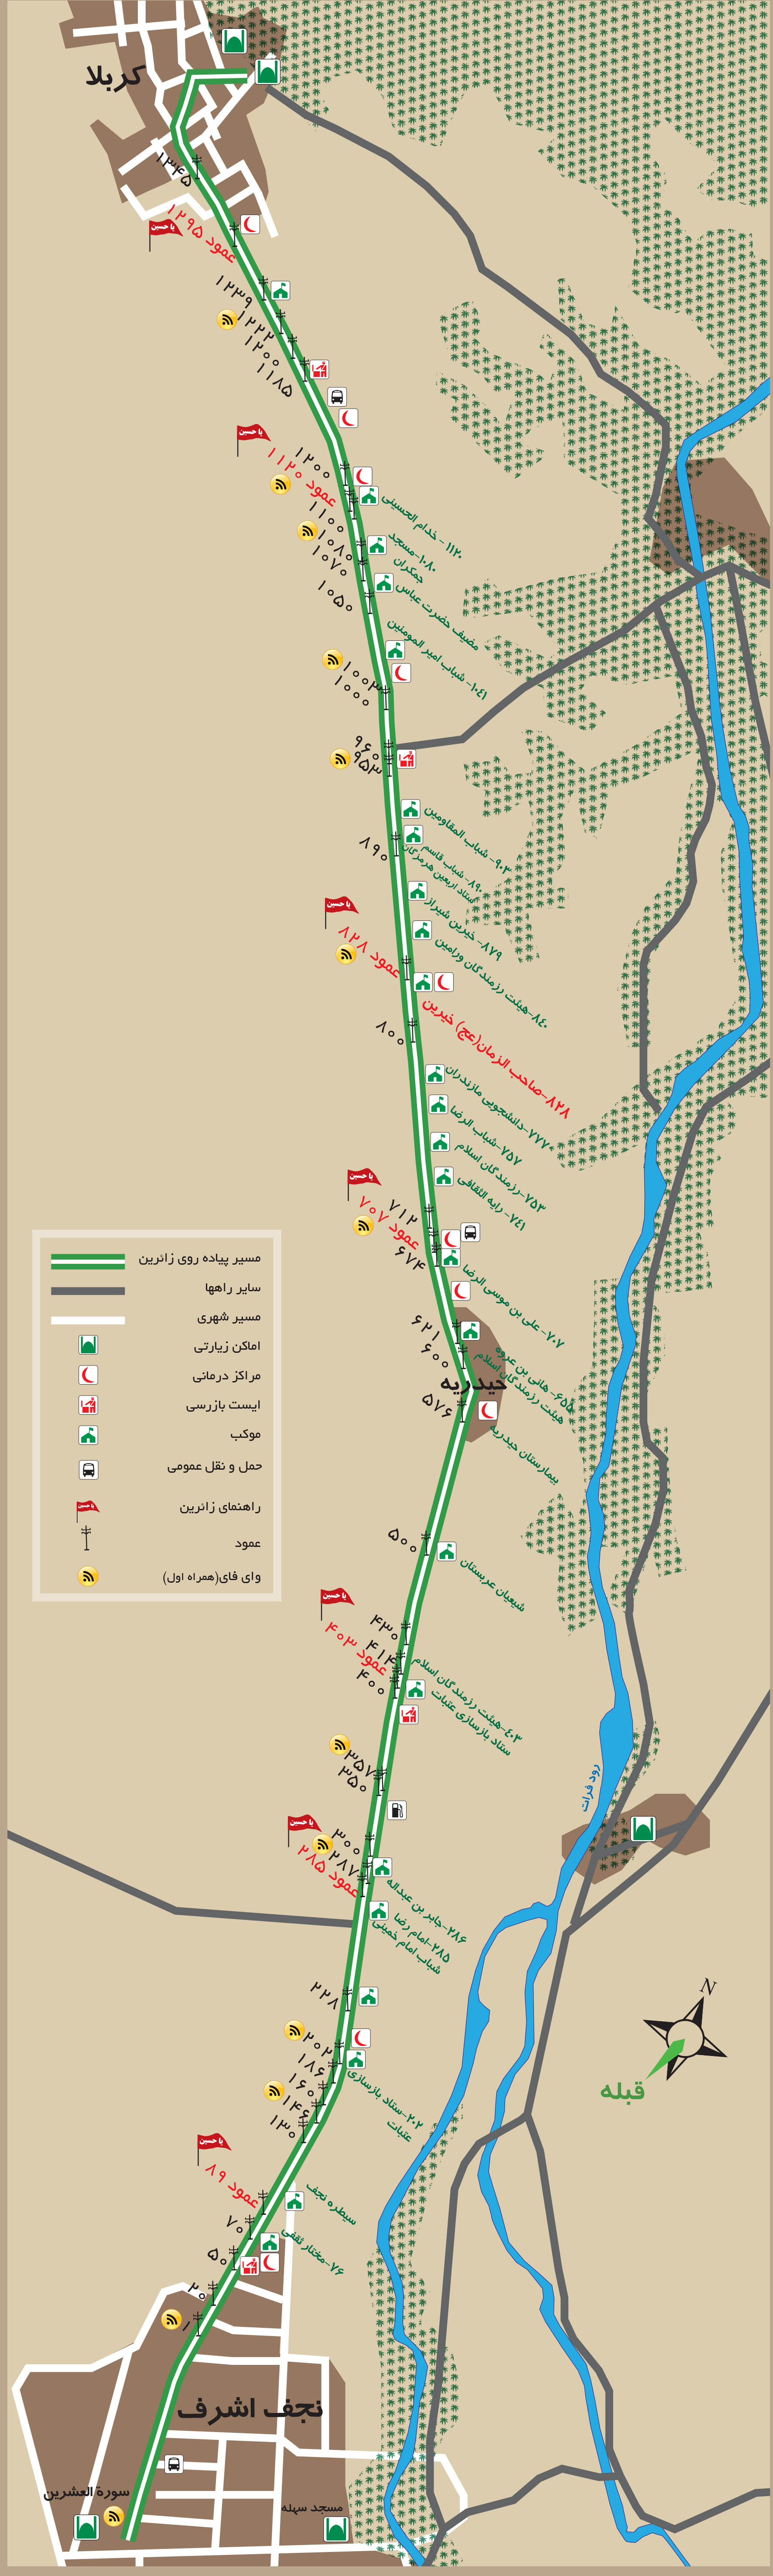 کربلا
۱۳۴۵
یا حسین
عمود ۱۲۹۵
۱۲۳۹
۱۲۲۲
۱۲۰۰
۱۱۸۵
یا حسین
۱۲۰۰
عمود ۱۱۲۰
۱۱۲۰ - خدام الحسینی
۱۱۰۰
۱۰۸۰
۱۰۸۰-مسجد
جمکران
۱۰۷۰
مضیف حضرت عباس
۱۰۵۰
۱۰٤۱- شباب امیر المومنین
۱۰۰۳
۱۰۰۰
۹۶۰
۹۵۳
۹۰۳- شباب المقاومین
۸۹۰
۸۹۰- شباب قاسم
ستاد اربعین هرمزگان
۸۷۹- خیرین شیراز
یا حسین
عمود ۸۲۸
۸٤۰-هیئت رزمندگان ورامین
۸۲۸-صاحب الزمان(عج) خیرین
۸۰۰
۷۷۷-دانشجویی مازندران
۷۵۷-شباب الرضا
۷۵۳-رزمندگان اسلام
۷٤۱- رایه الثقافی
یا حسین
۷۱۲
عمود ۷۰۷
۶۷۴
۷۰۷- علی بن موسی الرضا
۶۲۱
۶۰۰
۶۵۵- هانی بن عروه
هیئت رزمندگان اسلام
حیدریه
۵۷۶
بیمارستان حیدریه
مسیر پیاده روی زائرین
سایر راهها
مسیر شهری
اماکن زیارتی
مراکز درمانی
ایست بازرسی
موکب
حمل و نقل عمومی
حسین
راهنمای زائرین
عمود
وای فای(همراه اول)
۵۰۰
شیعیان عربستان
یا حسین
۴۳۰
عمود ۴۰۳
۴۱۴
۴۰۰
٤۰۳-هیئت رزمندگان اسلام
ستاد بازسازی عتبات
۳۵۷
۳۵۰
رود فرات
یا حسین
۳۰۰
۲۸۷
عمود ۲۸۵
۲۸۶-جابر بن عبداله
۲۸۵-امام رضا
شباب امام خمینی
۲۲۸
N
قبله
۲۰۲
۱۸۶
۱۶۰
۱۴۶
۱۳۰
۲۰۲-ستاد بازسازی
عتبات
یا حسین
عمود ۸۹
سیطره نجف
۷۰
۷۶-مختار ثقفی
۵۰
۲۰
۱
نجف اشرف
سورة العشرین
مسجد سهله